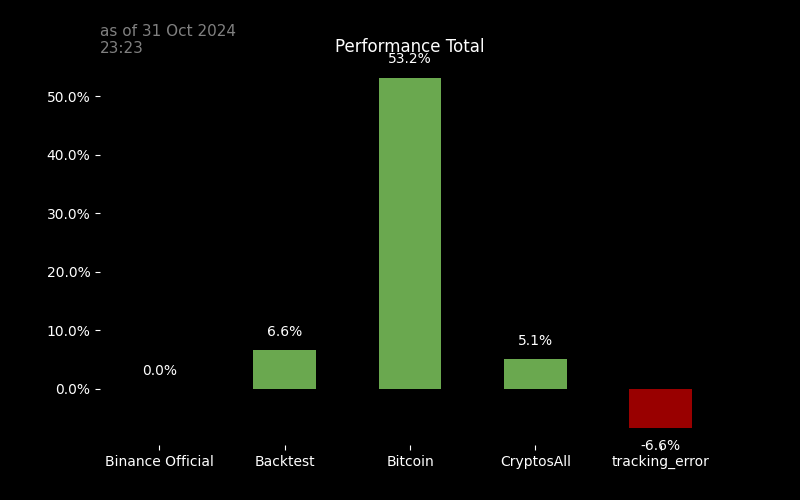 as of 31 Oct 2024
23:23
Performance Total
53.2%
50.0%
40.0%
30.0%
20.0%
10.0%
0.0%
0.0%
6.6%
5.1%
-6.6%
Binance Official
Backtest
Bitcoin
CryptosAll
tracking_error